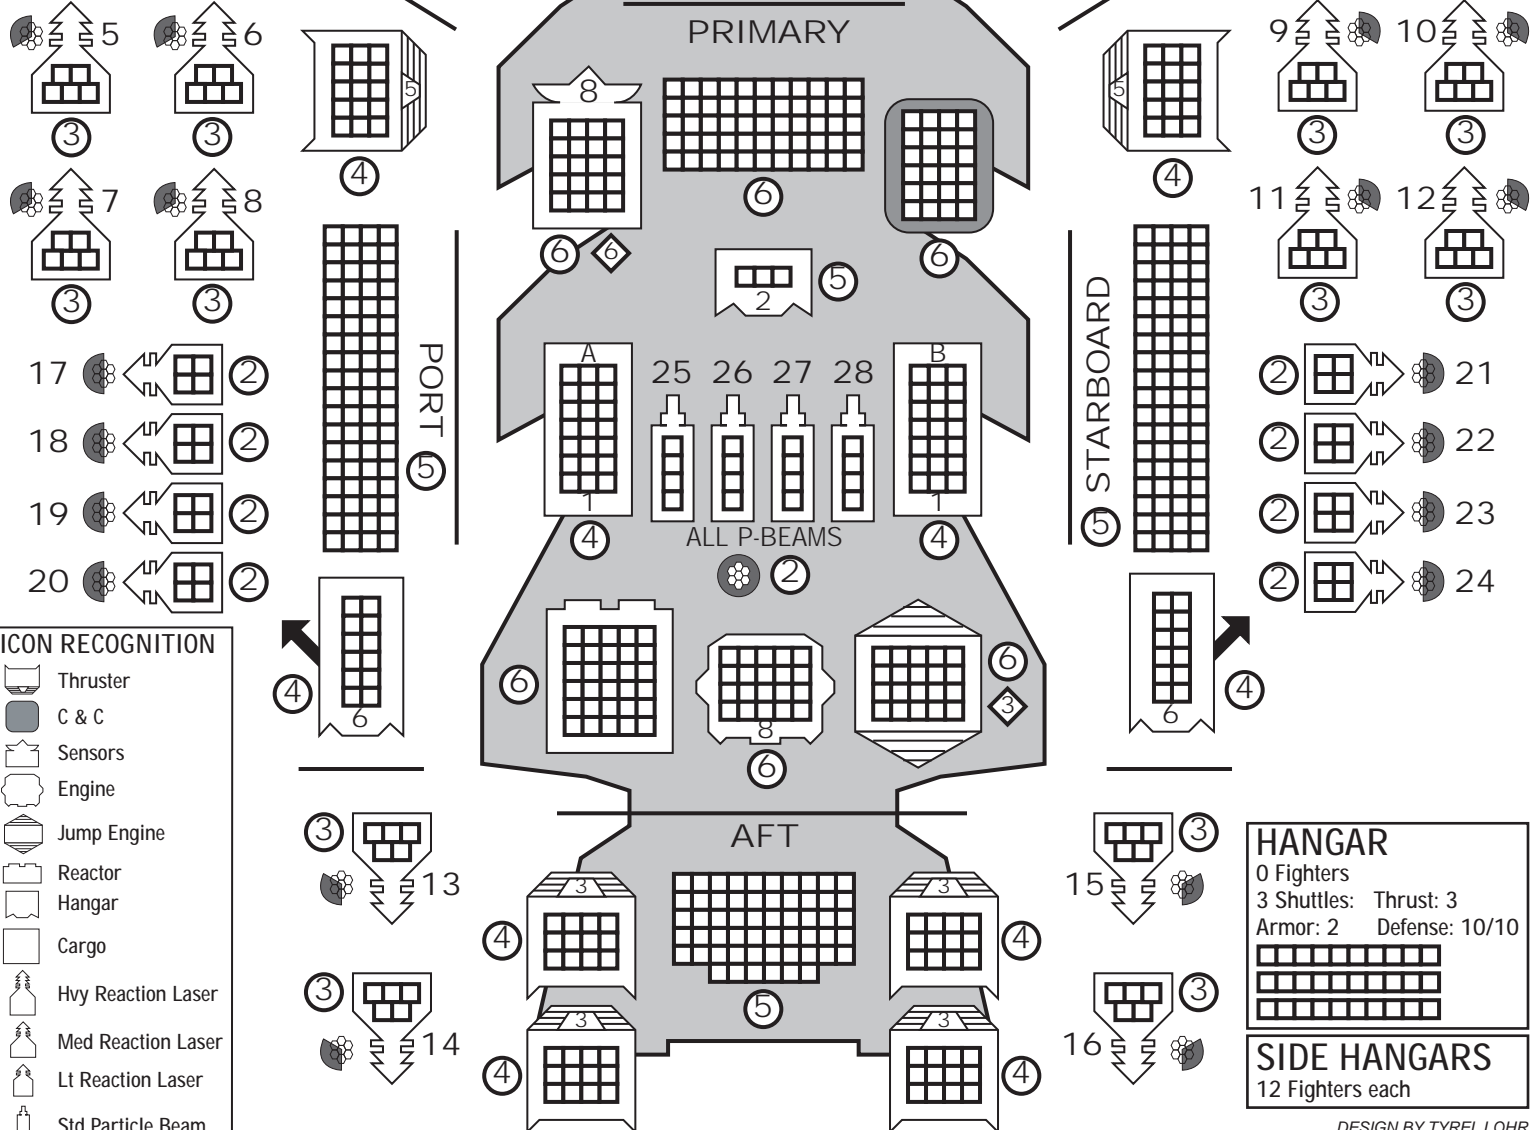 5 6 9 10
PRIMARY
8
5 5
3 3 4 6 4 3 3
7 8 11 12
6 6 6
3 3 5 3 3
2
PORT
5
STARBOARD
5
A B
17 2 25 26 27 28 2 21
18 2 2 22
19 2 1 1 2 23
4 ALL P-BEAMS 4
20 2 2 2 24
6 6
4 3 4
6 8 6
6
ICON RECOGNITION
Thruster
C & C
Sensors
Engine
Jump Engine
Reactor
Hangar
Cargo
Hvy Reaction Laser
Med Reaction Laser
Lt Reaction Laser
Std Particle Beam
3 AFT 3
13 3 3 15
4 4
3 5 3
14 3 3 16
4 4
HANGAR
0 Fighters
3 Shuttles: Thrust: 3
Armor: 2 Defense: 10/10
SIDE HANGARS
12 Fighters each
DESIGN BY TYREL LOHR